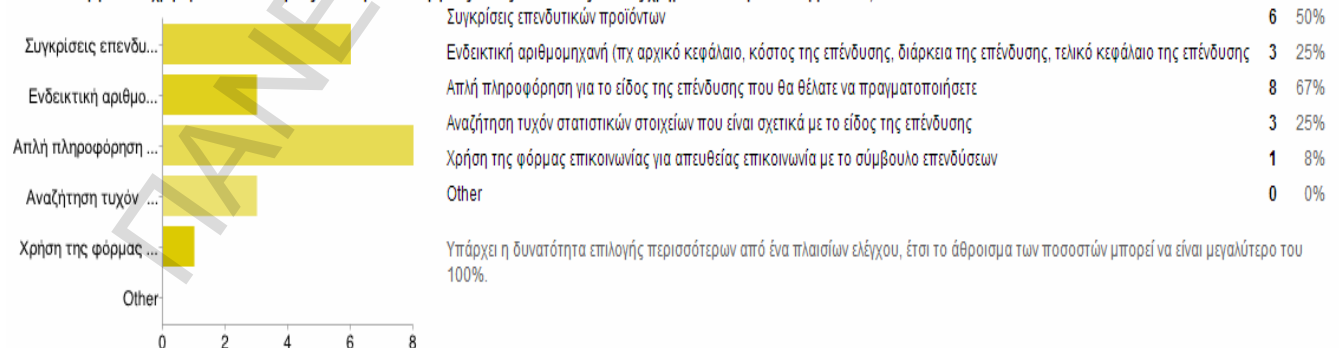 Συγκρίσεις επενδυτικών προϊόντων 6 50%
Ενδεικτική αριθμομηχανή (πχ αρχικό κεφάλαιο, κόστος της επένδυσης, διάρκεια της επένδυσης, τελικό κεφάλαιο της επένδυσης 3 25%
Απλή πληροφόρηση για το είδος της επένδυσης που θα θέλατε να πραγματοποιήσετε 8 67%
Αναζήτηση τυχόν στατιστικών στοιχείων που είναι σχετικά με το είδος της επένδυσης 3 25%
Χρήση της φόρμας επικοινωνίας για απευθείας επικοινωνία με το σύμβουλο επενδύσεων 1 8%
Other 0 0%
Υπάρχει η δυνατότητα επιλογής περισσότερων από ένα πλαισίων ελέγχου, έτσι το άθροισμα των ποσοστών μπορεί να είναι μεγαλύτερο του
100%.
Συγκρίσεις επενδυ...
Ενδεικτική αριθμο...
Απλή πληροφόρηση ...
Αναζήτηση τυχόν ...
Χρήση της φόρμας ...
Other
0 2 4 6 8
ΠΑΝΕ